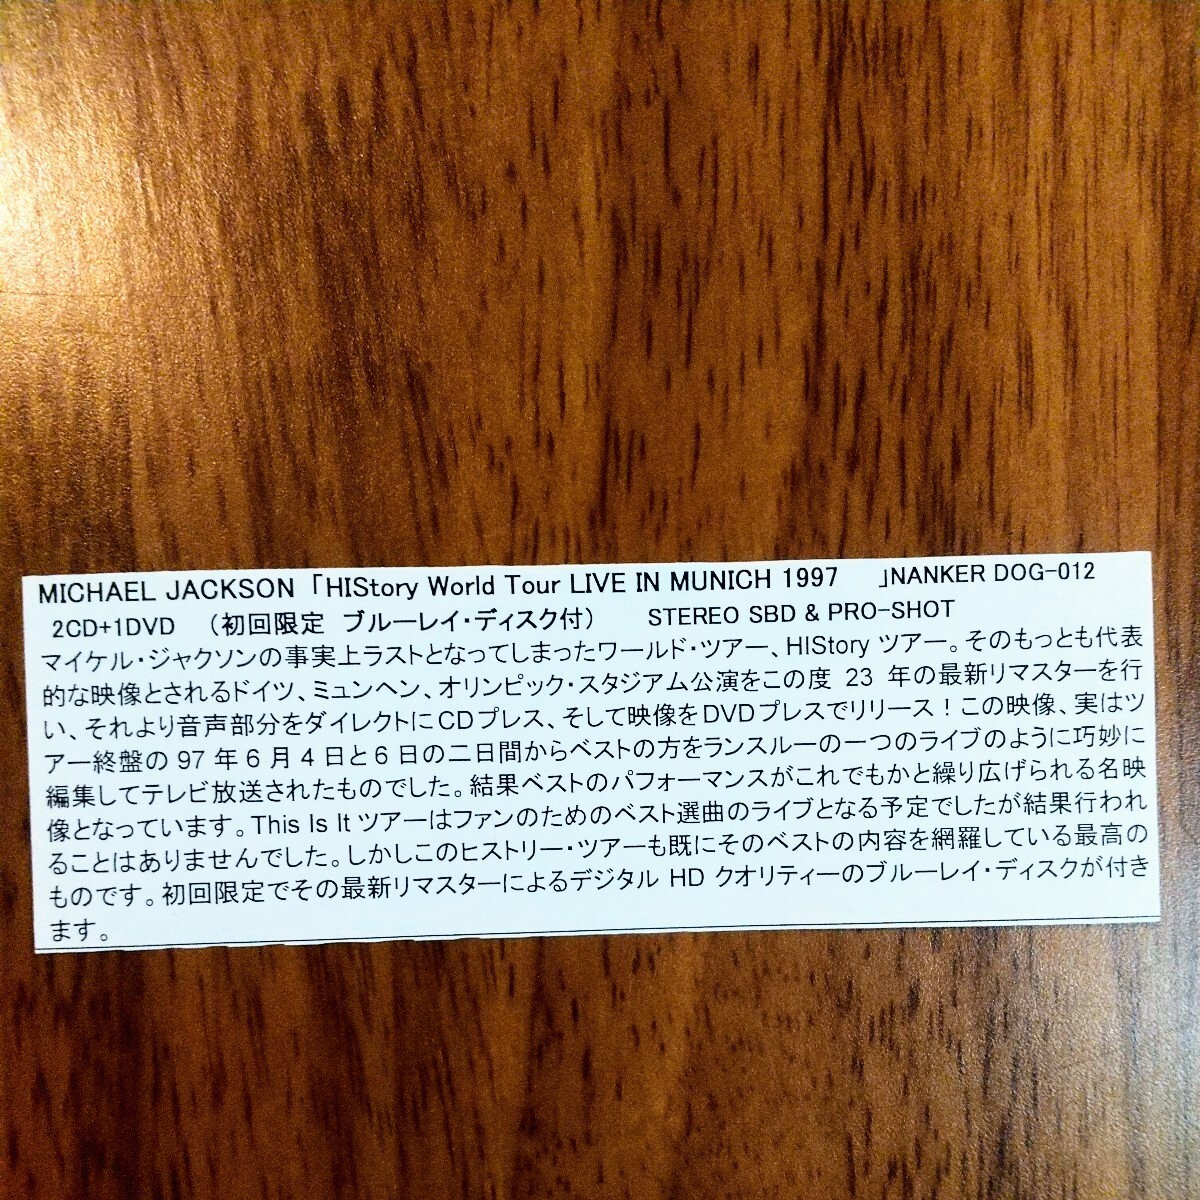 MICHAEL JACKSON 「HIStory World Tour LIVE IN MUNICH 1997　」NANKER DOG-012
2CD+1DVD （初回限定 ブルーレイ・ディスク付） STEREO SBD & PRO-SHOT
マイケル・ジャクソンの事実上ラストとなってしまったワールド・ツアー、HIStory ツアー。そのもっとも代表
的な映像とされるドイツ、ミュンヘン、オリンピック・スタジアム公演をこの度 23 年の最新リマスターを行
い、それより音声部分をダイレクトにCDプレス、そして映像をDVDプレスでリリース！この映像、実はツ
アー終盤の 97 年 6 月 4 日と 6 日の二日間からベストの方をランスルーの一つのライブのように巧妙に
編集してテレビ放送されたものでした。結果ベストのパフォーマンスがこれでもかと繰り広げられる名映
像となっています。This Is It ツアーはファンのためのベスト選曲のライブとなる予定でしたが結果行われ
ることはありませんでした。しかしこのヒストリー・ツアーも既にそのベストの内容を網羅している最高の
ものです。初回限定でその最新リマスターによるデジタル HD クオリティーのブルーレイ・ディスクが付き
ます。